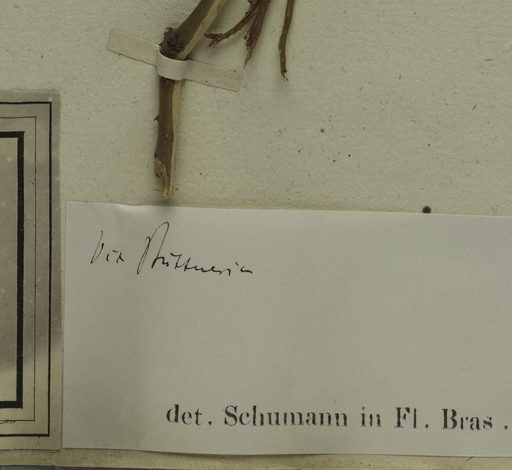 Vix Büttneria
det. Schumann in Fl. Bras.